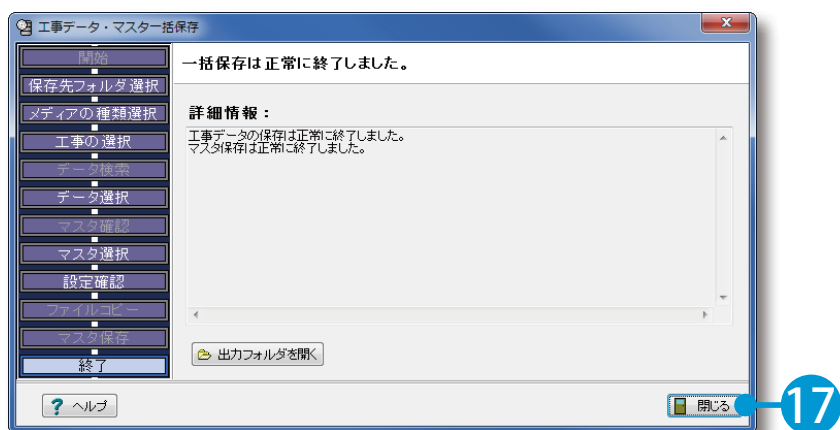 工事データ・マスター括保存
開始
保存先フォルダ選択
メディアの種類選択
工事の選択
データ検索
データ選択
マスタ確認
マスタ選択
設定確認
ファイルコピー
マスタ保存
終了
一括保存は正常に終了しました。
詳細情報：
工事データの保存は正常に終了しました。
マスタ保存は正常に終了しました。
出力フォルダを開く
? ヘルプ
閉じる
17